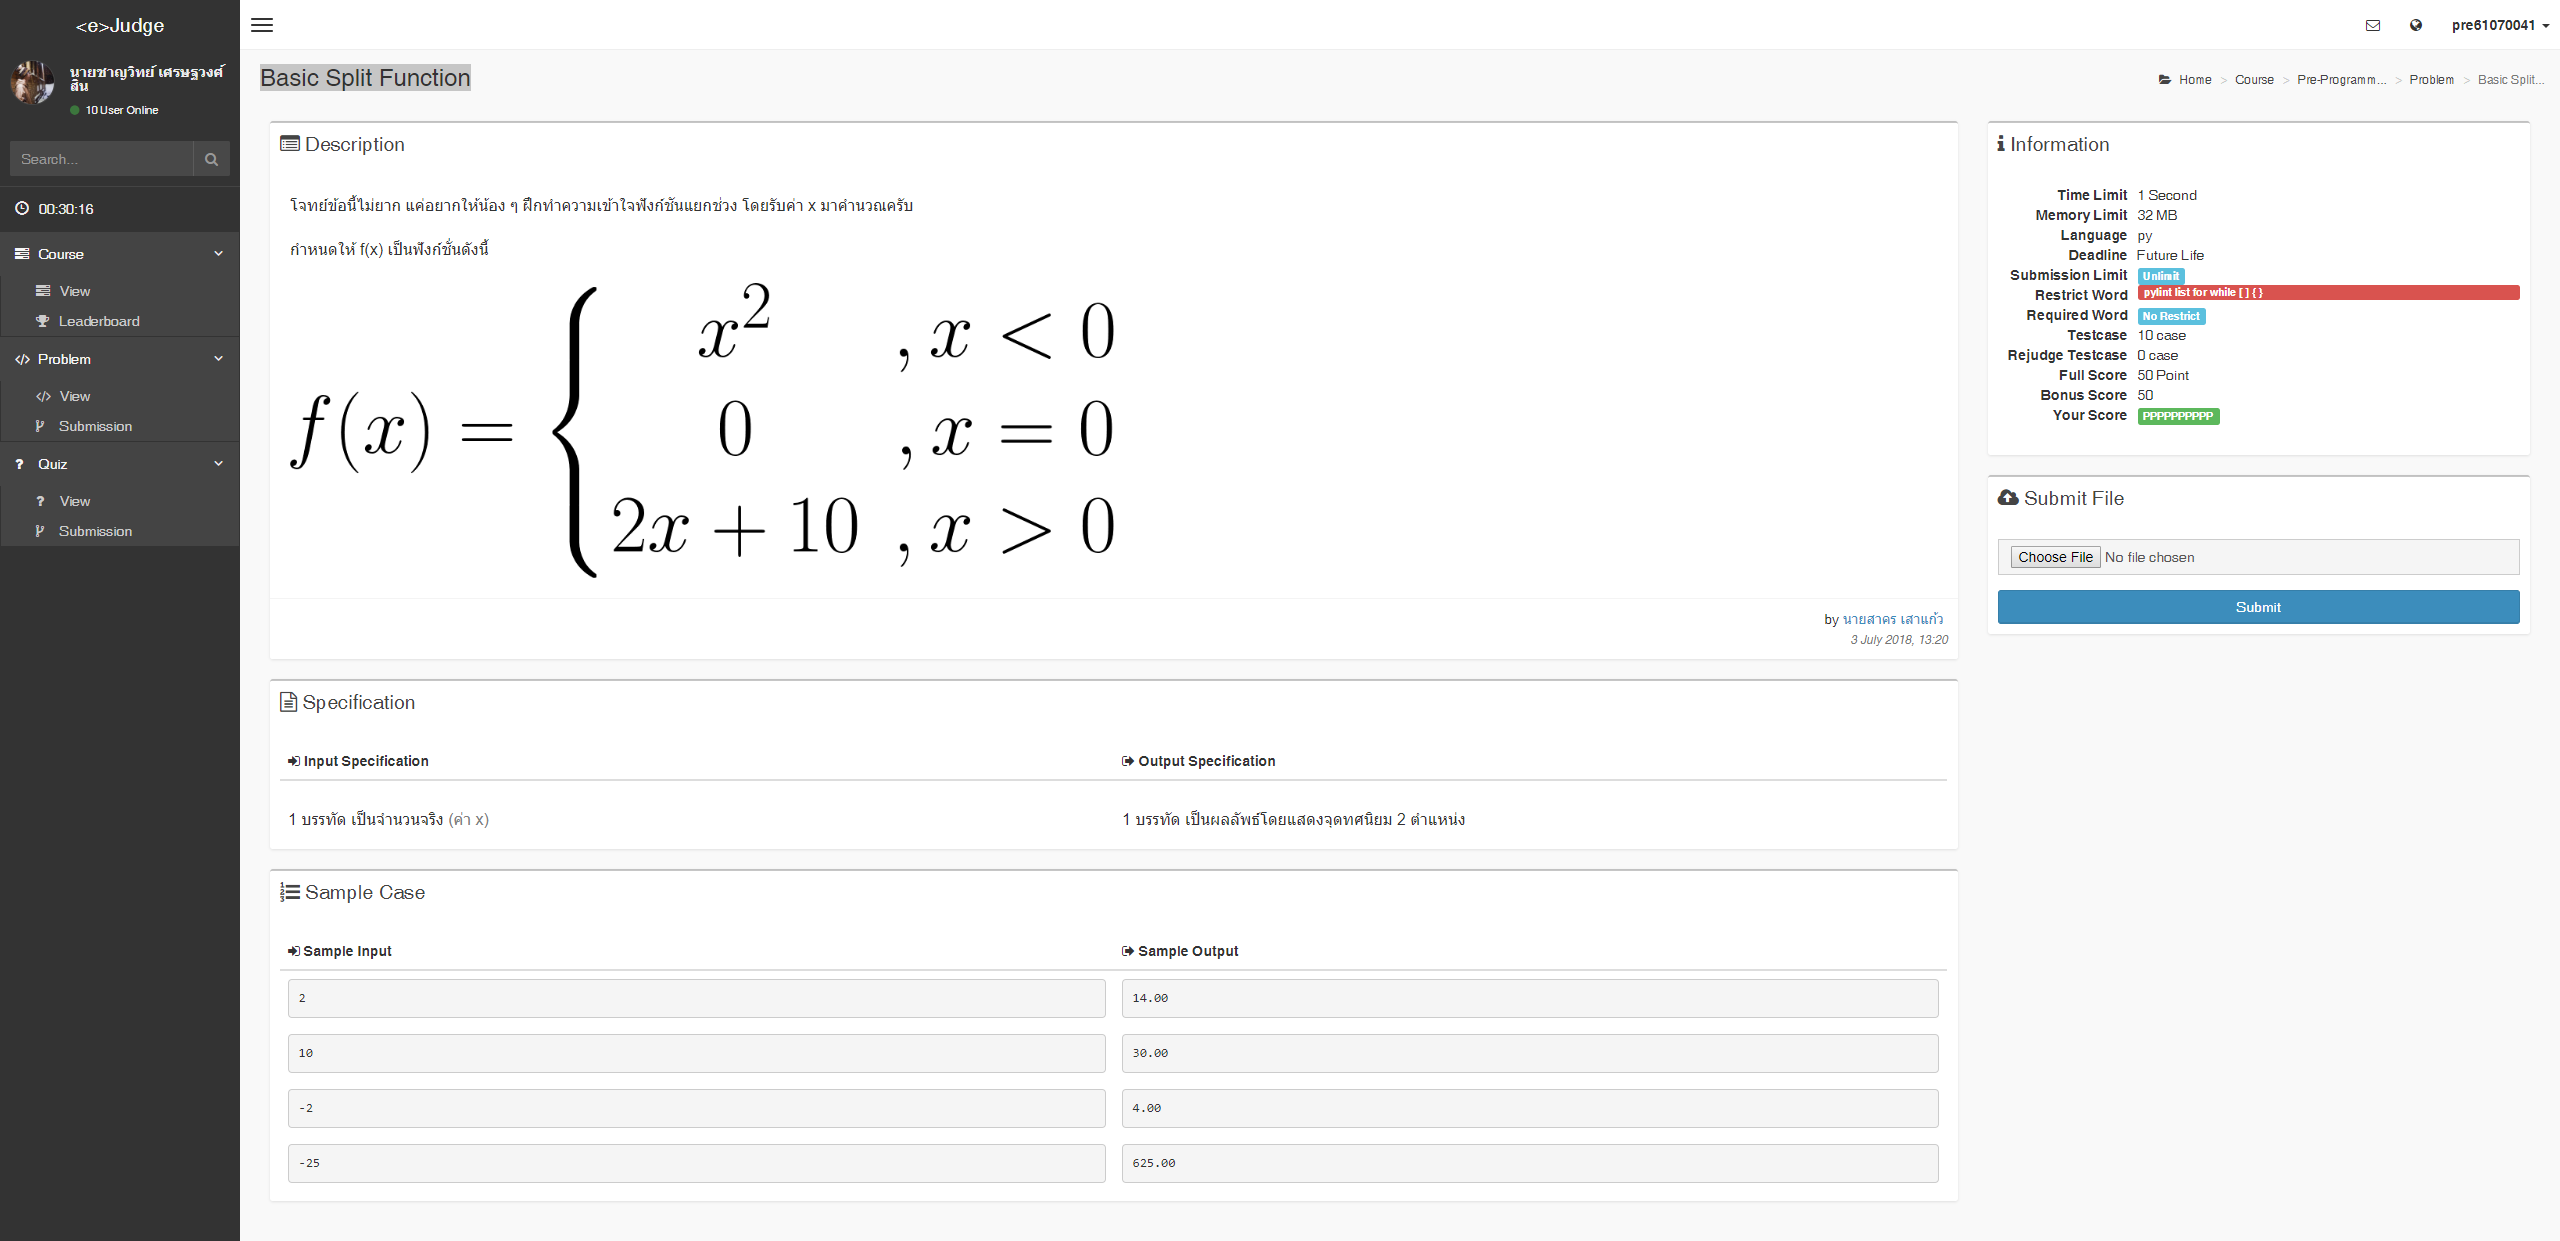 <e>Judge
pre61070041
นายชาญวิทย์ เศรษฐวงศ์
สิน
10 User Online
Search...
00:30:16
Course
View
Leaderboard
Problem
View
Submission
Quiz
View
Submission
Basic Split Function
Home > Course > Pre-Programm... > Problem > Basic Split...
Description
โจทย์ข้อนี้ไม่ยาก แค่อยากให้น้อง ๆ ฝึกทำความเข้าใจฟังก์ชันแยกช่วง โดยรับค่า x มาคำนวณครับ
กำหนดให้ f(x) เป็นฟังก์ชั่นดังนี้
f(x) = {
x² , x < 0
0 , x = 0
2x + 10 , x > 0
by นายสาคร เสาแก้ว
3 July 2018, 13:20
Specification
Input Specification
Output Specification
1 บรรทัด เป็นจำนวนจริง (ค่า x)
1 บรรทัด เป็นผลลัพธ์โดยแสดงจุดทศนิยม 2 ตำแหน่ง
Sample Case
Sample Input
Sample Output
2
14.00
10
30.00
-2
4.00
-25
625.00
Information
Time Limit 1 Second
Memory Limit 32 MB
Language py
Deadline Future Life
Submission Limit Unlimit
Restrict Word pylint list for while [ ] { }
Required Word No Restrict
Testcase 10 case
Rejudge Testcase 0 case
Full Score 50 Point
Bonus Score 50
Your Score PPPPPPPPPP
Submit File
Choose File No file chosen
Submit